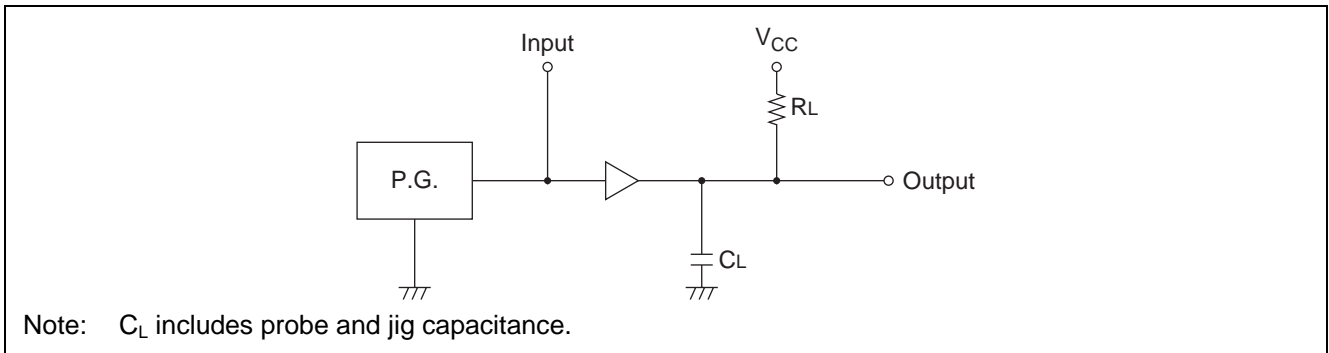 Input
VCC
RL
P.G.
Output
CL
Note: CL includes probe and jig capacitance.